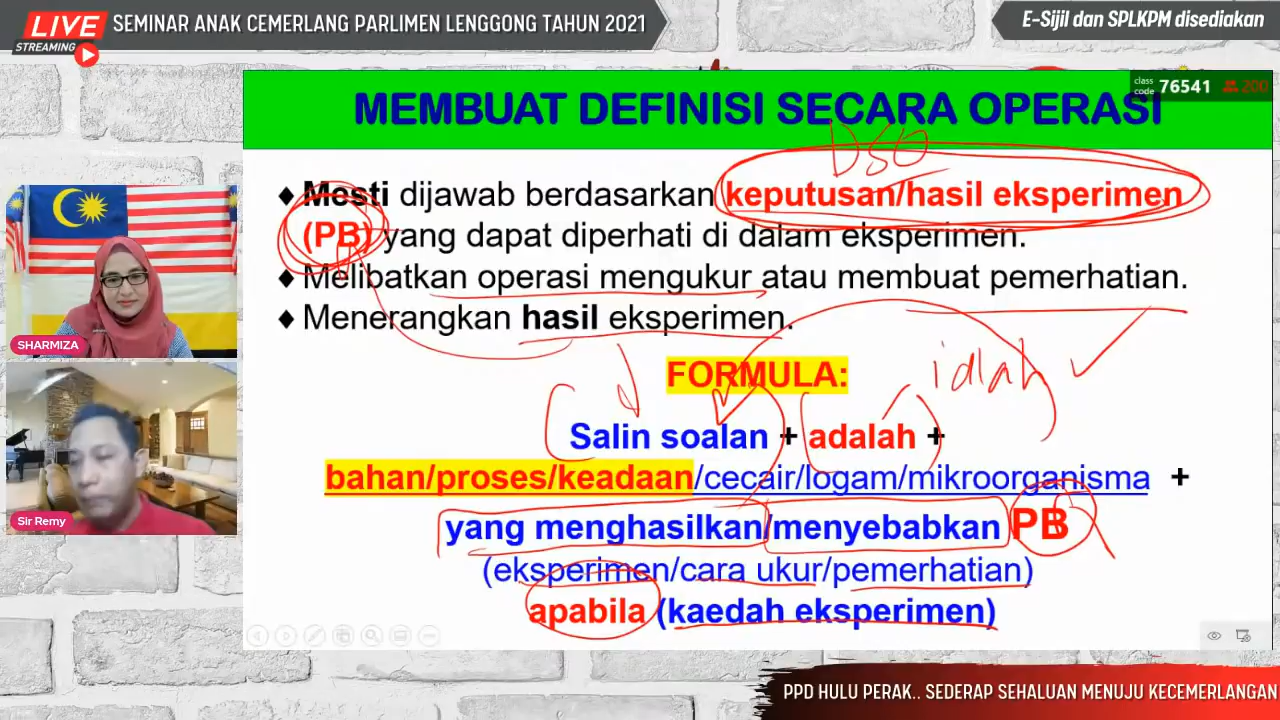 LIVE
STREAMING
SEMINAR ANAK CEMERLANG PARLIMEN LENGGONG TAHUN 2021
E-Sijil dan SPLKPM disediakan
class
code 76541 200
MEMBUAT DEFINISI SECARA OPERASI
DSO
♦ Mesti dijawab berdasarkan keputusan/hasil eksperimen
(PB) yang dapat diperhati di dalam eksperimen.
♦ Melibatkan operasi mengukur atau membuat pemerhatian.
♦ Menerangkan hasil eksperimen.
FORMULA:
idlah
Salin soalan + adalah +
bahan/proses/keadaan/cecair/logam/mikroorganisma +
yang menghasilkan/menyebabkan PB
(eksperimen/cara ukur/pemerhatian)
apabila (kaedah eksperimen)
SHARMIZA
Sir Remy
PPD HULU PERAK.. SEDERAP SEHALUAN MENUJU KECEMERLANGAN